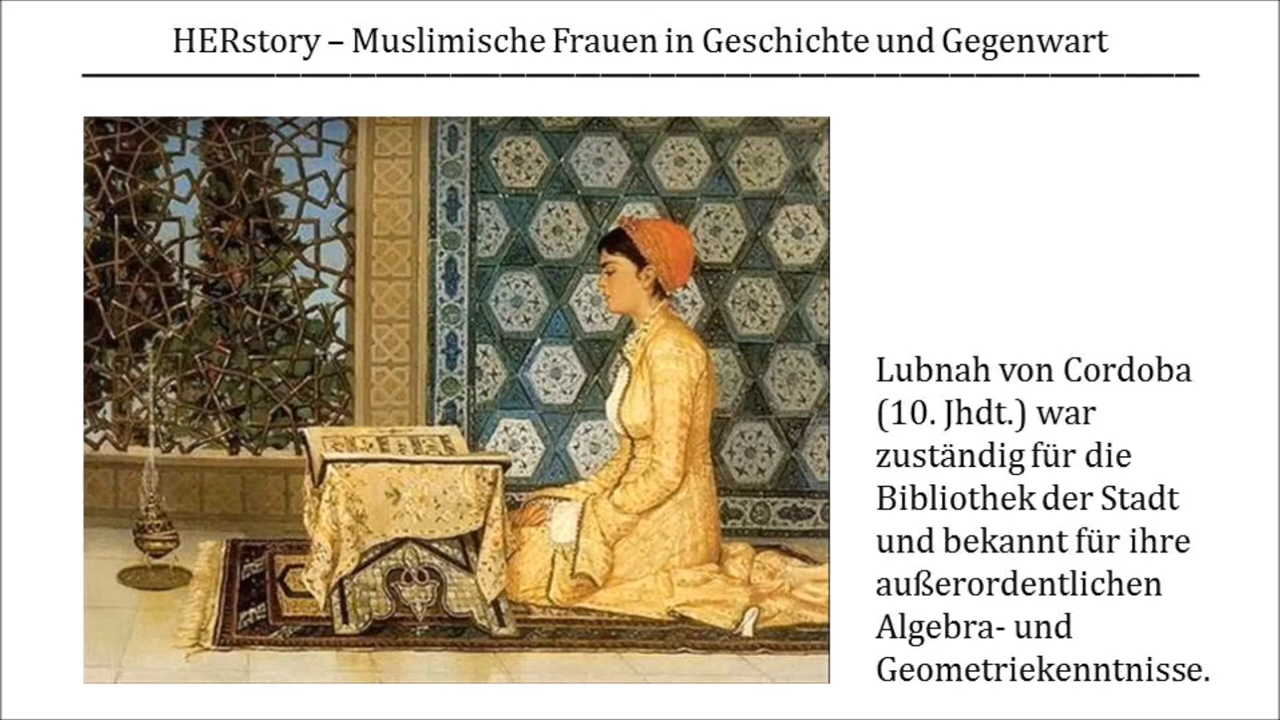 HERstory – Muslimische Frauen in Geschichte und Gegenwart
Lubnah von Cordoba
(10. Jhdt.) war
zuständig für die
Bibliothek der Stadt
und bekannt für ihre
außerordentlichen
Algebra- und
Geometriekenntnisse.